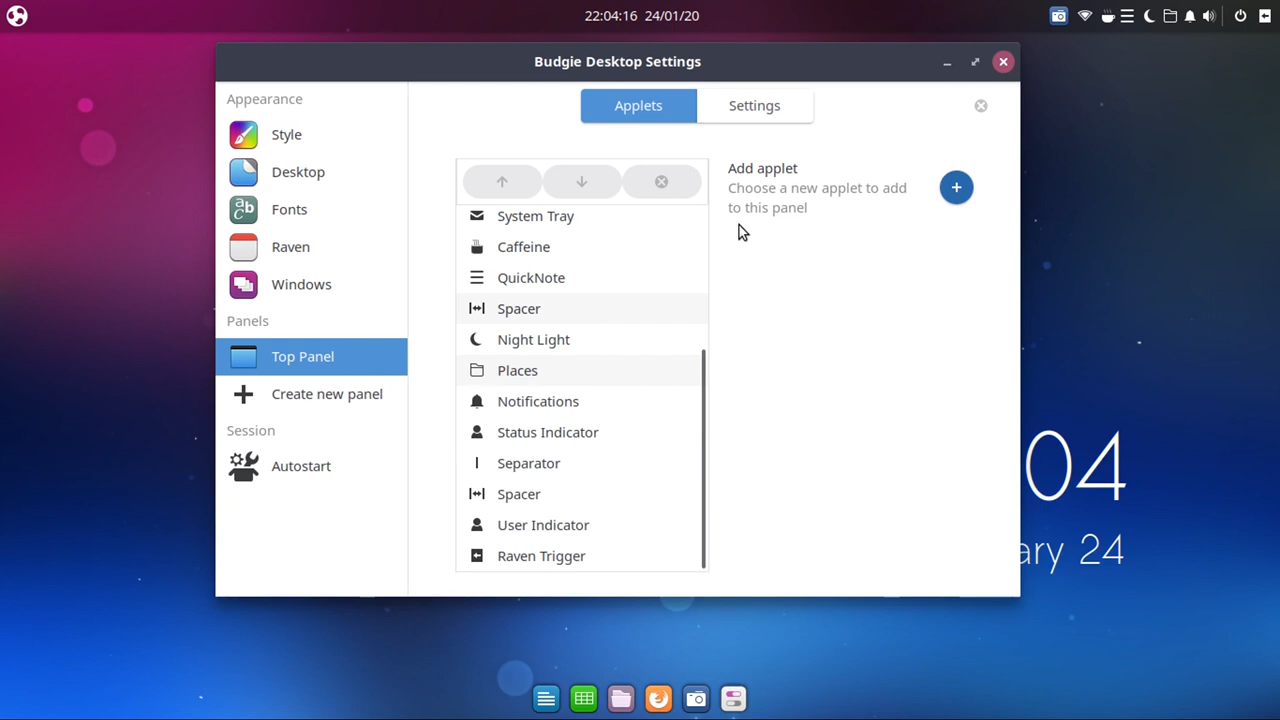 22:04:16 24/01/20
Budgie Desktop Settings
Appearance
Style
Desktop
Fonts
Raven
Windows
Panels
Top Panel
Create new panel
Session
Autostart
Applets
Settings
System Tray
Caffeine
QuickNote
Spacer
Night Light
Places
Notifications
Status Indicator
Separator
Spacer
User Indicator
Raven Trigger
Add applet
Choose a new applet to add
to this panel
04
ary 24